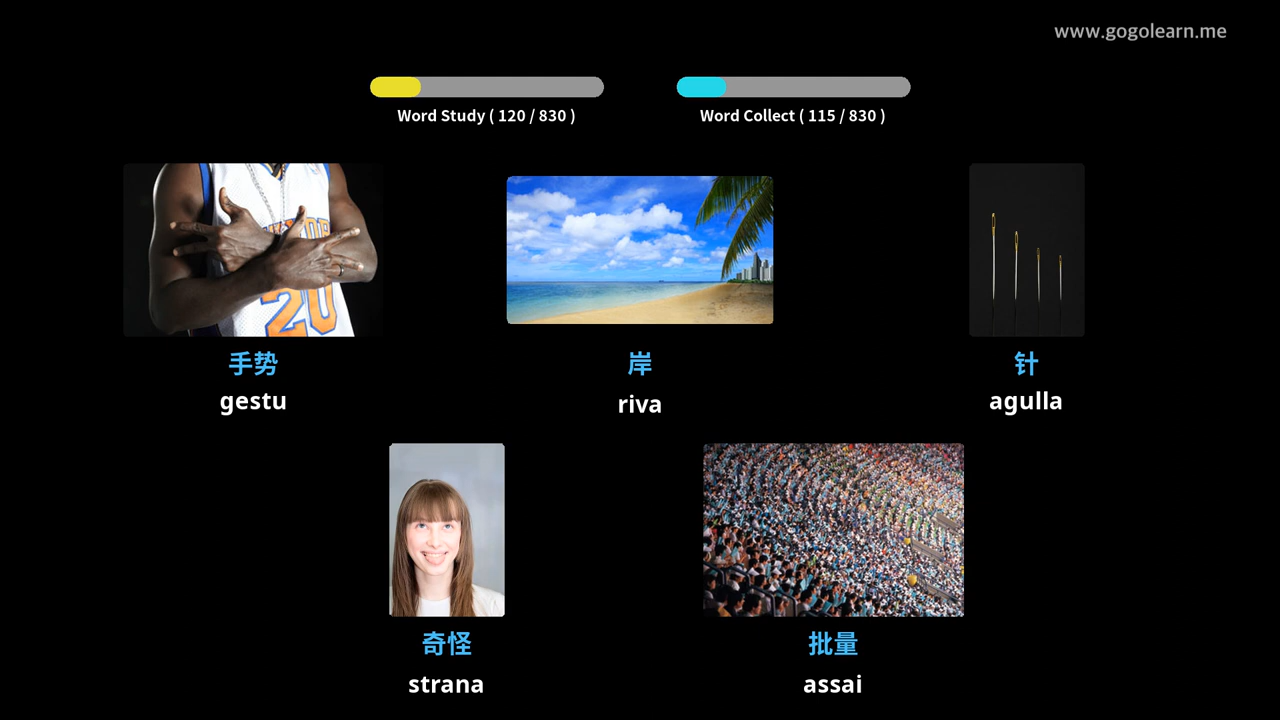 www.gogolearn.me
Word Study ( 120 / 830 )
Word Collect ( 115 / 830 )
20
手势
gestu
岸
riva
针
agulla
奇怪
strana
批量
assai